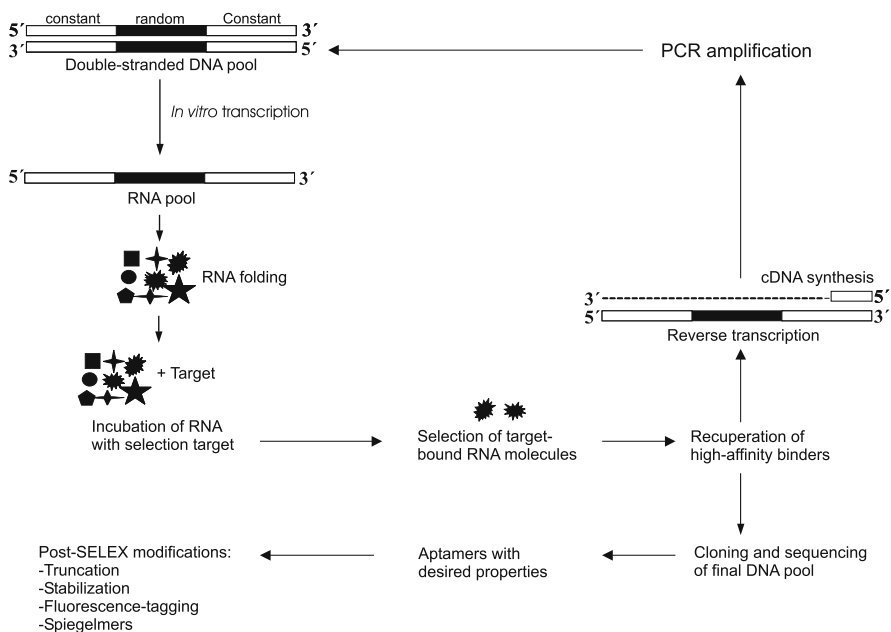 constant random Constant
5´ 3´
3´ 5´
Double-stranded DNA pool
PCR amplification
In vitro transcription
5´ 3´
RNA pool
RNA folding
cDNA synthesis
3´ 5´
5´ 3´
Reverse transcription
+ Target
Incubation of RNA
with selection target
Selection of target-
bound RNA molecules
Recuperation of
high-affinity binders
Cloning and sequencing
of final DNA pool
Aptamers with
desired properties
Post-SELEX modifications:
-Truncation
-Stabilization
-Fluorescence-tagging
-Spiegelmers